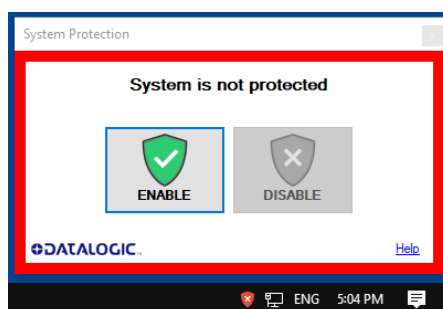 System Protection
System is not protected
ENABLE
DISABLE
DATALOGIC
Help
ENG 5:04 PM